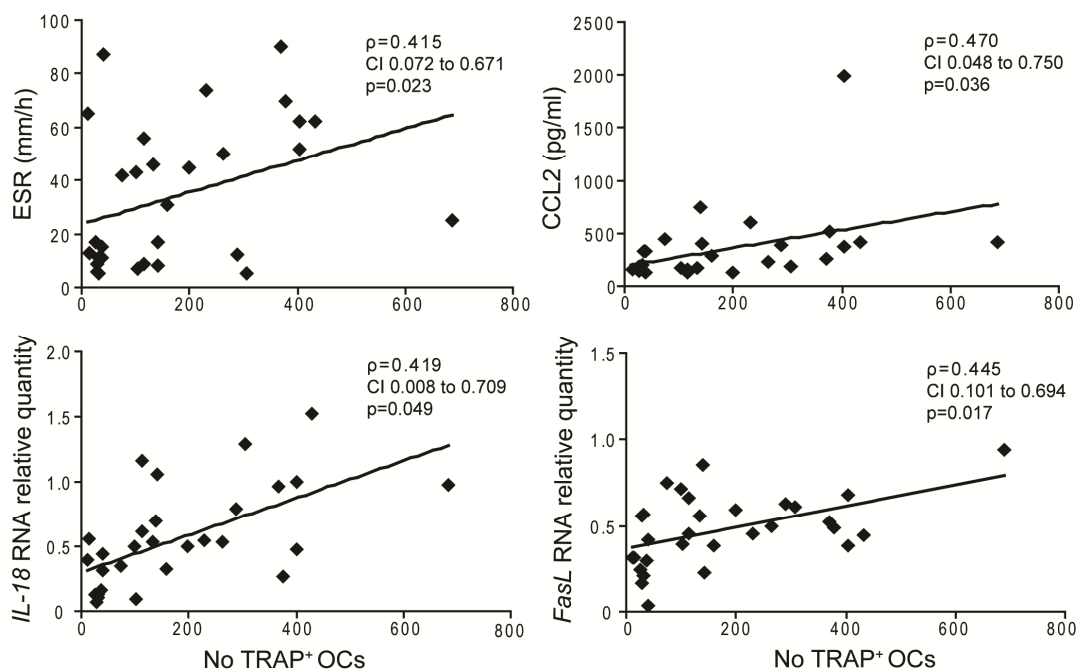 100
80
60
40
20
0
ESR (mm/h)
ρ=0.415
CI 0.072 to 0.671
p=0.023
0 200 400 600 800
2500
2000
1500
1000
500
0
CCL2 (pg/ml)
ρ=0.470
CI 0.048 to 0.750
p=0.036
0 200 400 600 800
2.0
1.5
1.0
0.5
0
IL-18 RNA relative quantity
ρ=0.419
CI 0.008 to 0.709
p=0.049
0 200 400 600 800
No TRAP⁺ OCs
1.5
1.0
0.5
0
FasL RNA relative quantity
ρ=0.445
CI 0.101 to 0.694
p=0.017
0 200 400 600 800
No TRAP⁺ OCs